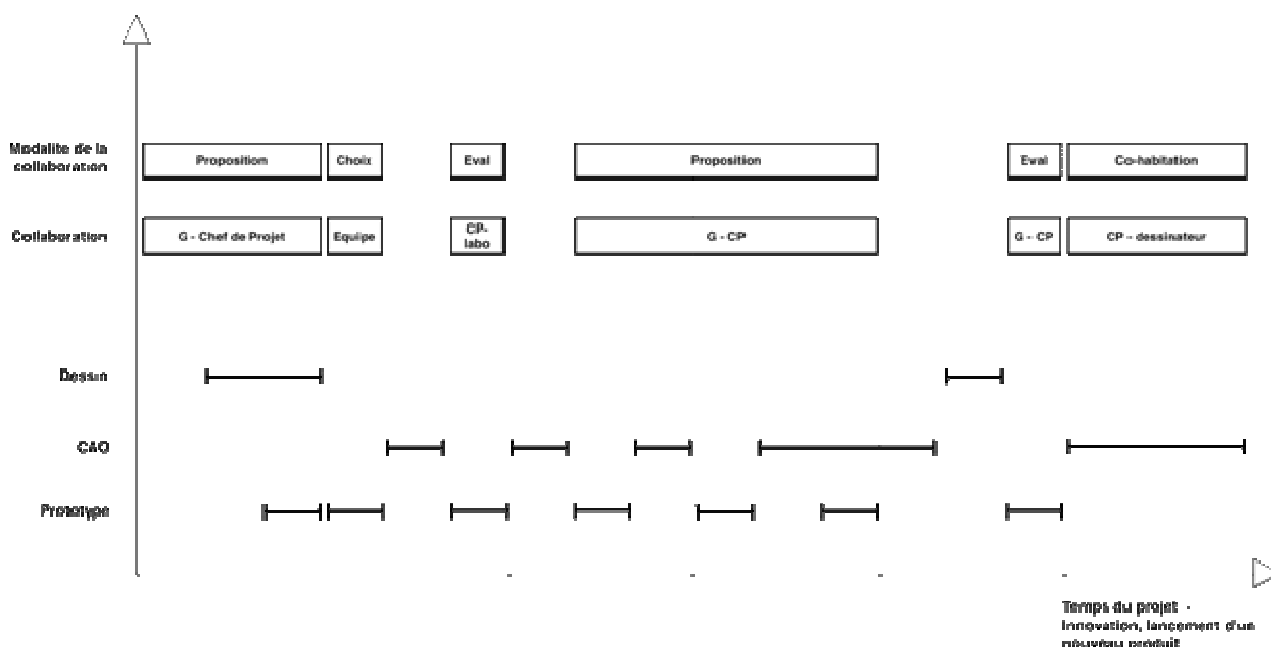 Modalité de la
collaboration
Proposition
Choix
Eval
Proposition
Eval
Co-habitation
Collaboration
G - Chef de Projet
Equipe
CP-
labo
G - CP
G - CP
CP - dessinateur
Dessin
CAO
Prototype
Temps du projet -
Innovation, lancement d'un
nouveau produit